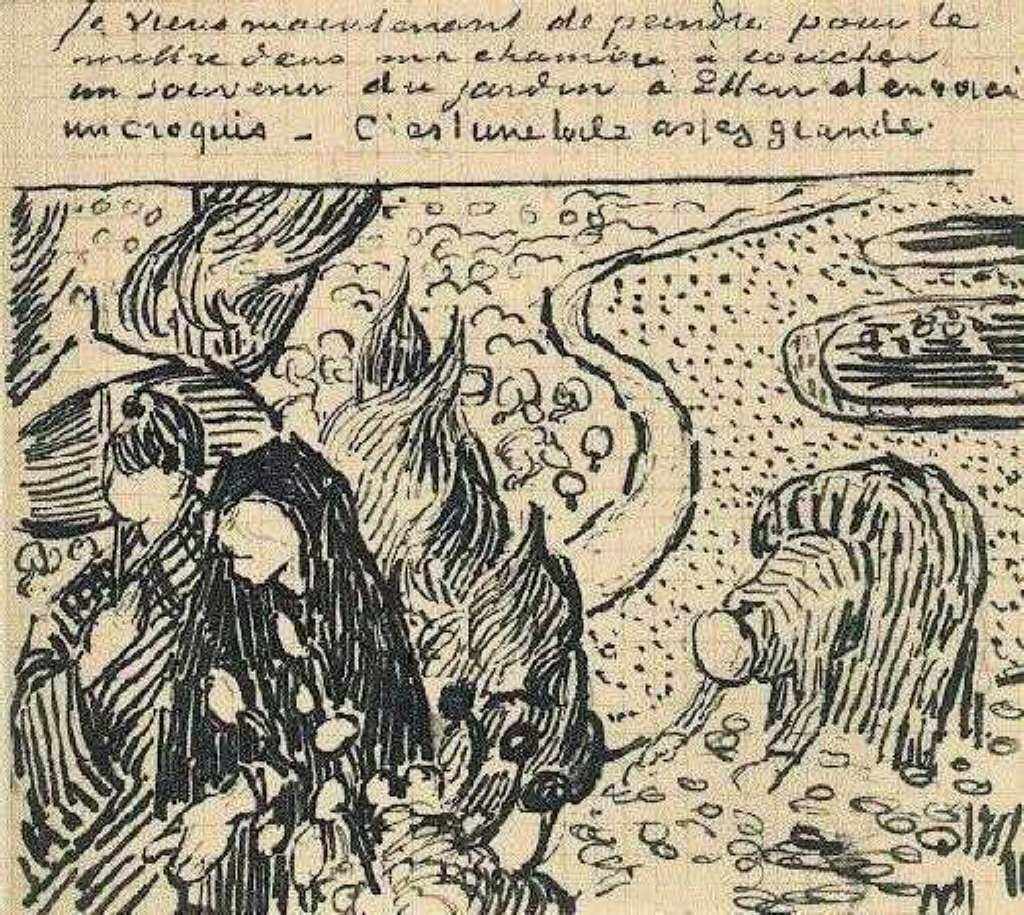 Je viens maintenant de peindre pour le
mettre dans ma chambre à coucher
un souvenir du jardin à Etten et en voici
un croquis – C'est une toile assez grande.